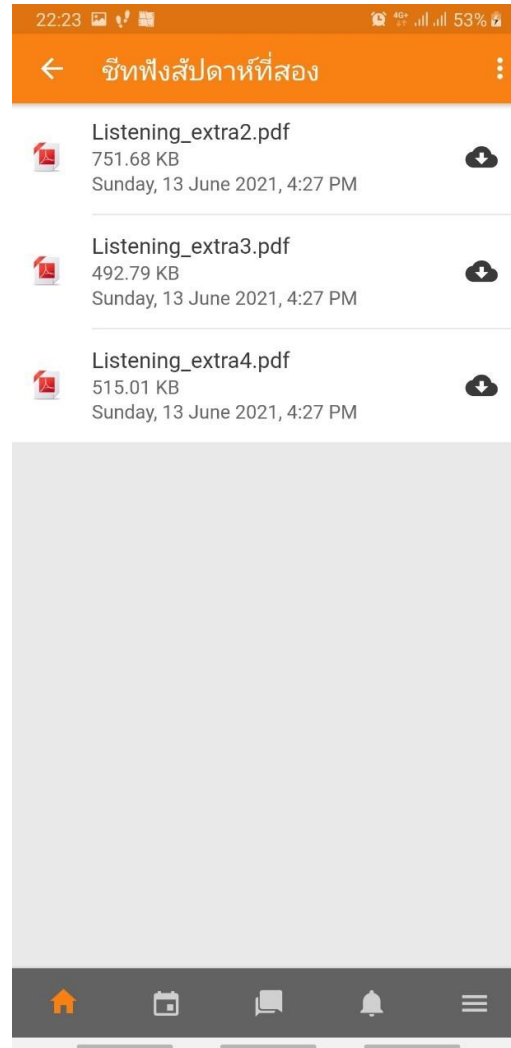 22:23 4G+ 53%
ชีทฟังสัปดาห์ที่สอง
Listening_extra2.pdf
751.68 KB
Sunday, 13 June 2021, 4:27 PM
Listening_extra3.pdf
492.79 KB
Sunday, 13 June 2021, 4:27 PM
Listening_extra4.pdf
515.01 KB
Sunday, 13 June 2021, 4:27 PM